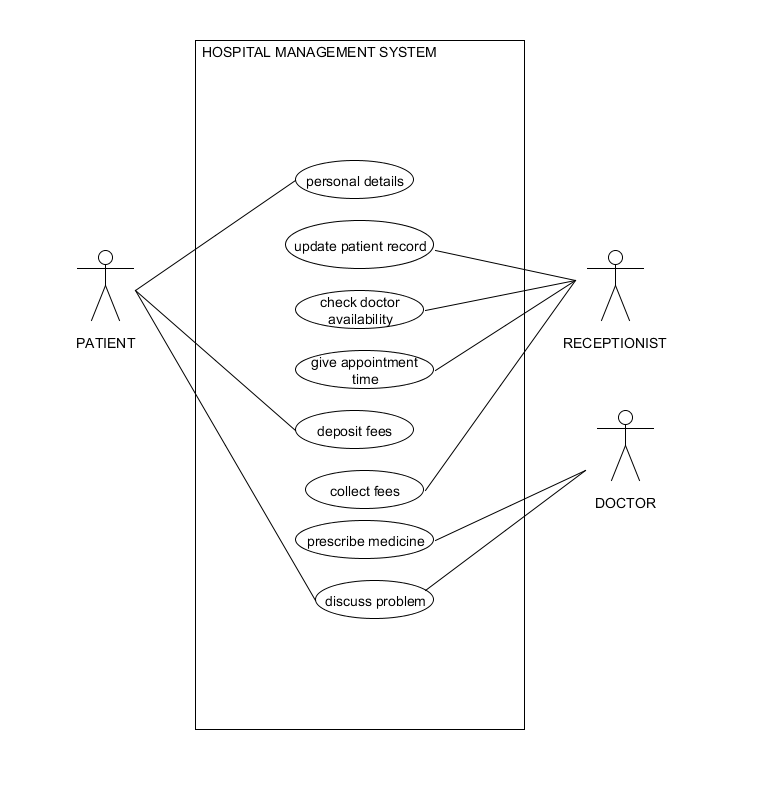 HOSPITAL MANAGEMENT SYSTEM
personal details
update patient record
check doctor
availability
give appointment
time
deposit fees
collect fees
prescribe medicine
discuss problem
PATIENT
RECEPTIONIST
DOCTOR